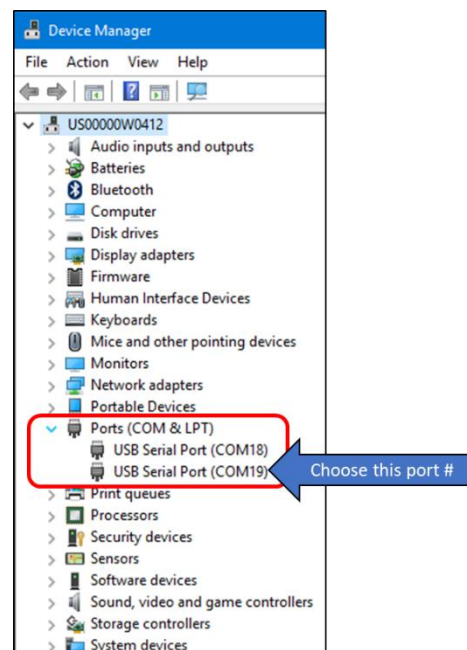 Device Manager
File Action View Help
US00000W0412
Audio inputs and outputs
Batteries
Bluetooth
Computer
Disk drives
Display adapters
Firmware
Human Interface Devices
Keyboards
Mice and other pointing devices
Monitors
Network adapters
Portable Devices
Ports (COM & LPT)
USB Serial Port (COM18)
USB Serial Port (COM19)
Choose this port #
Print queues
Processors
Security devices
Sensors
Software devices
Sound, video and game controllers
Storage controllers
System devices